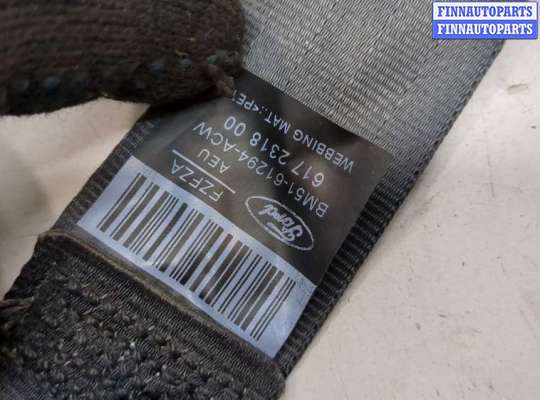 FINNAUTOPARTS
FINNAUTOPARTS
Ford
BM51-61294-ACW
617 2318 00
WEBBING MAT.:<PE
AEU
FZFZA